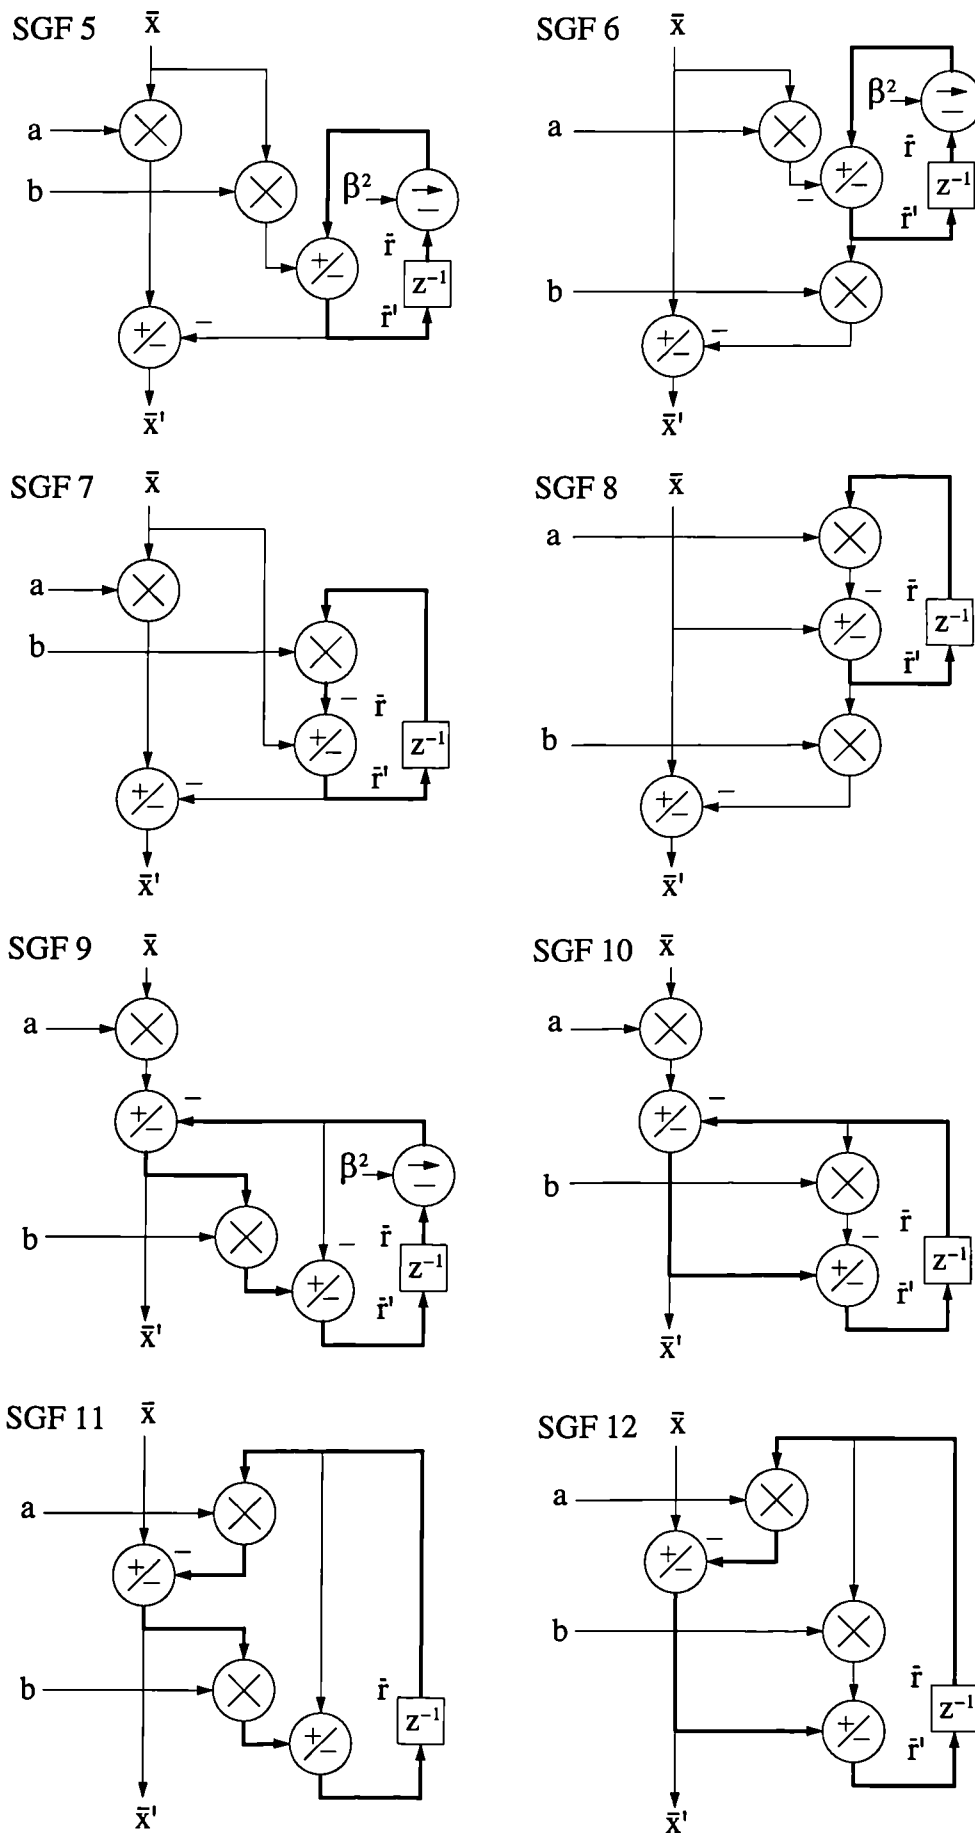 SGF 5
x̄
a
b
β²
+/−
r̄
z⁻¹
r̄'
+/−
−
x̄'
SGF 6
x̄
a
β²
−
+/−
r̄
z⁻¹
r̄'
b
+/−
−
x̄'
SGF 7
x̄
a
b
−
r̄
+/−
z⁻¹
r̄'
+/−
−
x̄'
SGF 8
x̄
a
−
r̄
+/−
z⁻¹
r̄'
b
+/−
−
x̄'
SGF 9
x̄
a
+/−
−
β²
b
−
r̄
+/−
z⁻¹
r̄'
x̄'
SGF 10
x̄
a
+/−
−
b
−
r̄
+/−
z⁻¹
r̄'
x̄'
SGF 11
x̄
a
+/−
−
b
r̄
+/−
z⁻¹
r̄'
x̄'
SGF 12
x̄
a
−
+/−
b
r̄
+/−
z⁻¹
r̄'
x̄'